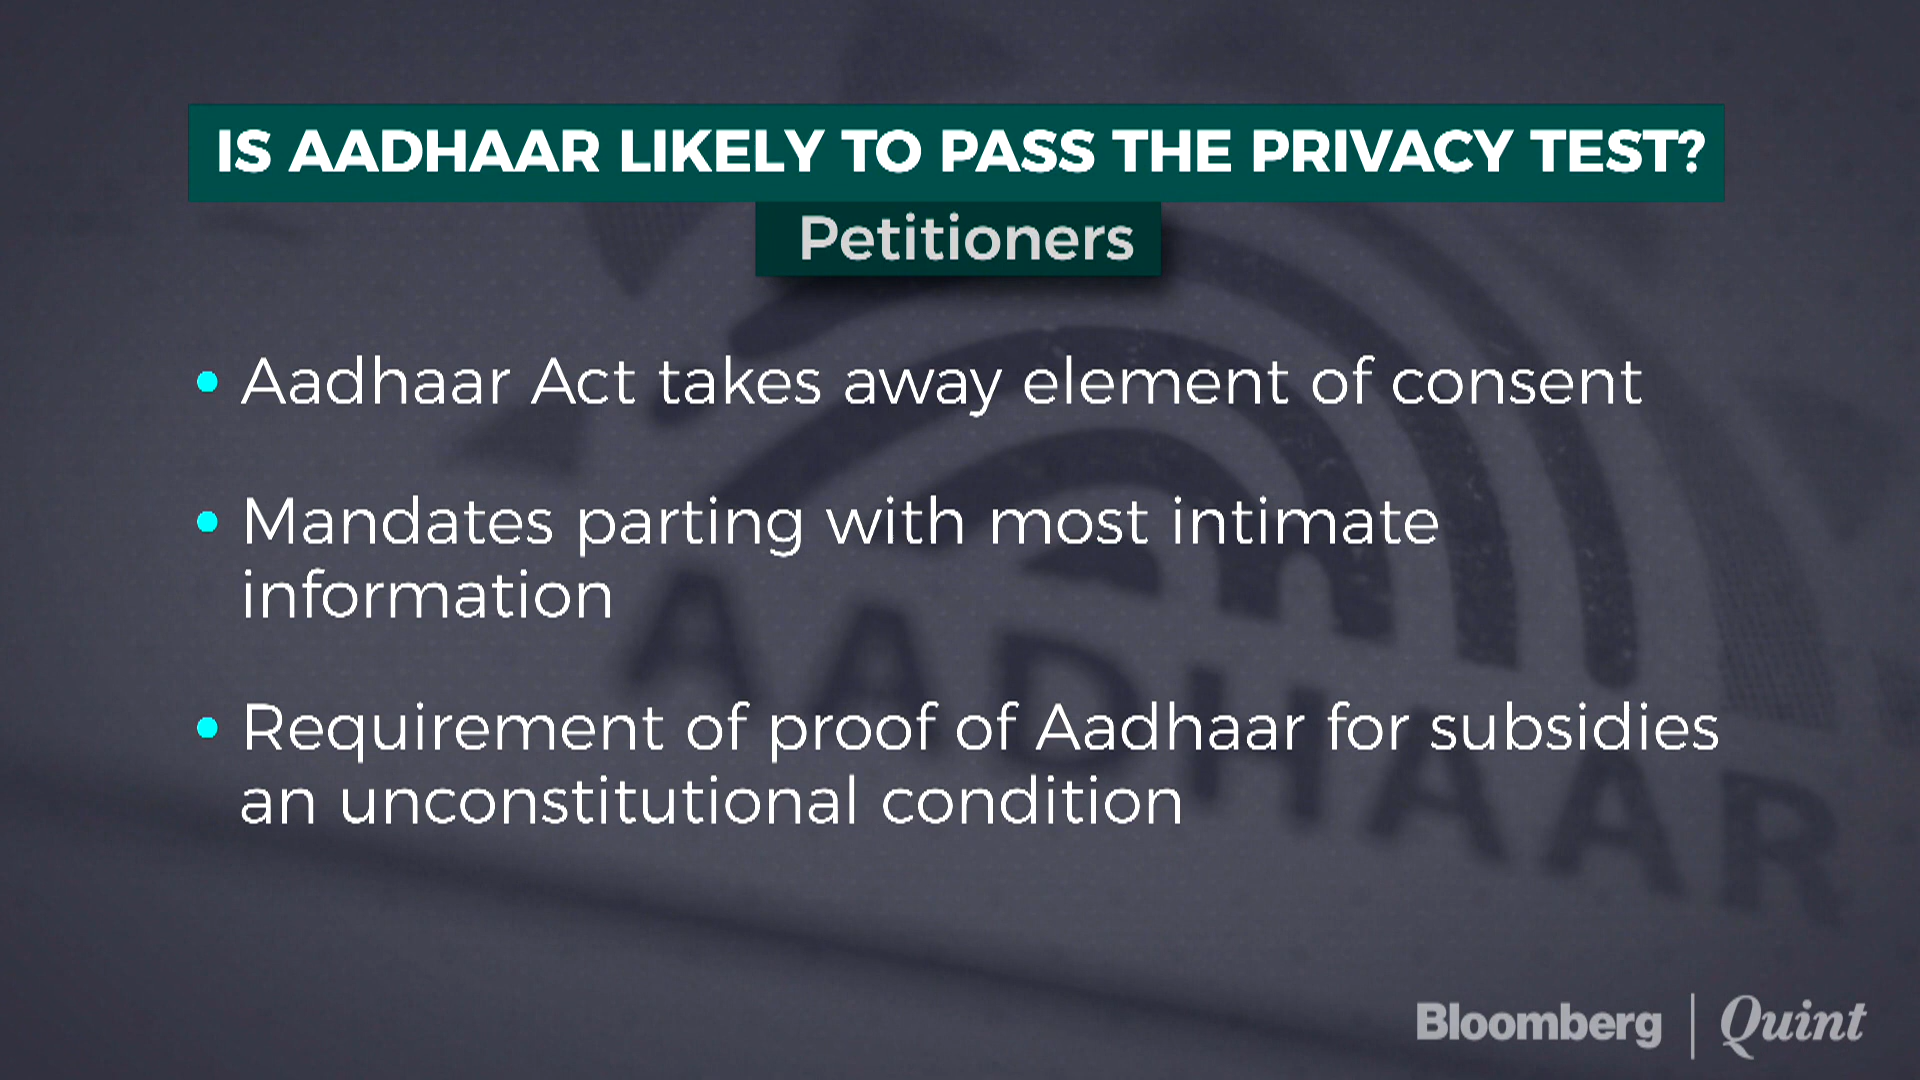 IS AADHAAR LIKELY TO PASS THE PRIVACY TEST?
Petitioners
• Aadhaar Act takes away element of consent
• Mandates parting with most intimate
information
• Requirement of proof of Aadhaar for subsidies
an unconstitutional condition
AADHAAR
Bloomberg | Quint